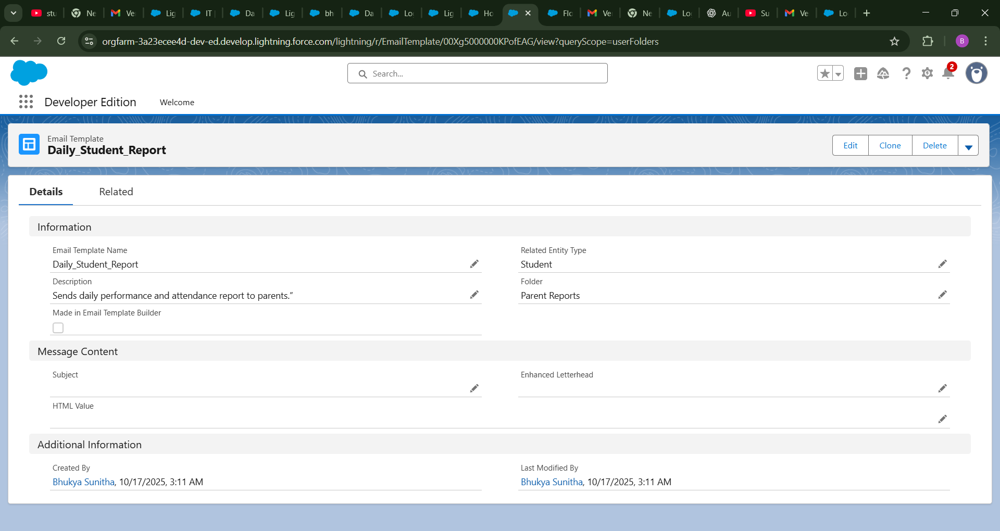 stu
Ne
Ve
Lig
IT
Da
Lig
bh
Da
Lo
Lig
Ho
Flo
Ve
Ne
Lo
Au
Su
Ve
Lo
orgfarm-3a23ecee4d-dev-ed.develop.lightning.force.com/lightning/r/EmailTemplate/00Xg5000000KPofEAG/view?queryScope=userFolders
B
Search...
2
Developer Edition
Welcome
Email Template
Daily_Student_Report
Edit
Clone
Delete
Details
Related
Information
Email Template Name
Daily_Student_Report
Related Entity Type
Student
Description
Sends daily performance and attendance report to parents.”
Folder
Parent Reports
Made in Email Template Builder
Message Content
Subject
Enhanced Letterhead
HTML Value
Additional Information
Created By
Bhukya Sunitha, 10/17/2025, 3:11 AM
Last Modified By
Bhukya Sunitha, 10/17/2025, 3:11 AM